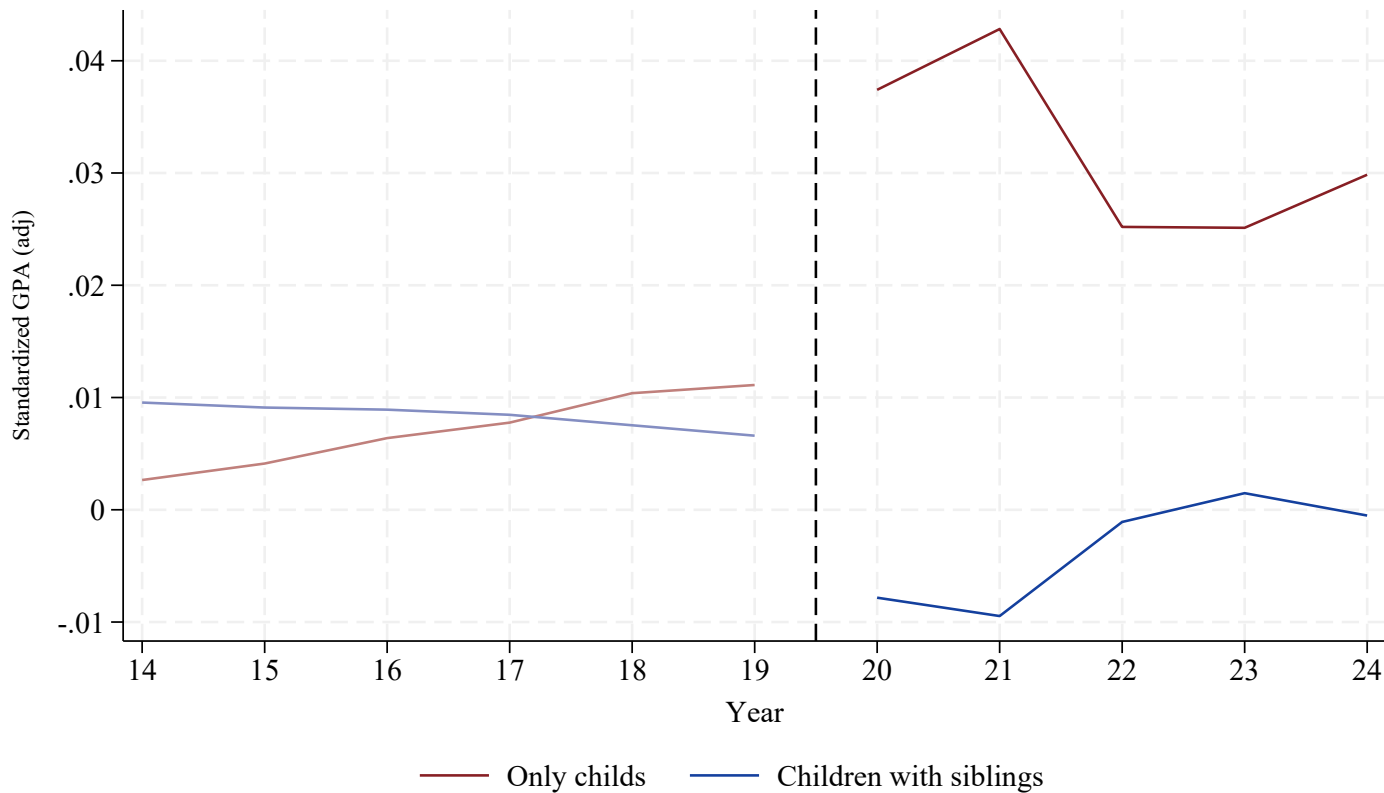 Standardized GPA (adj)
.04
.03
.02
.01
0
-.01
14 15 16 17 18 19 20 21 22 23 24
Year
Only childs Children with siblings